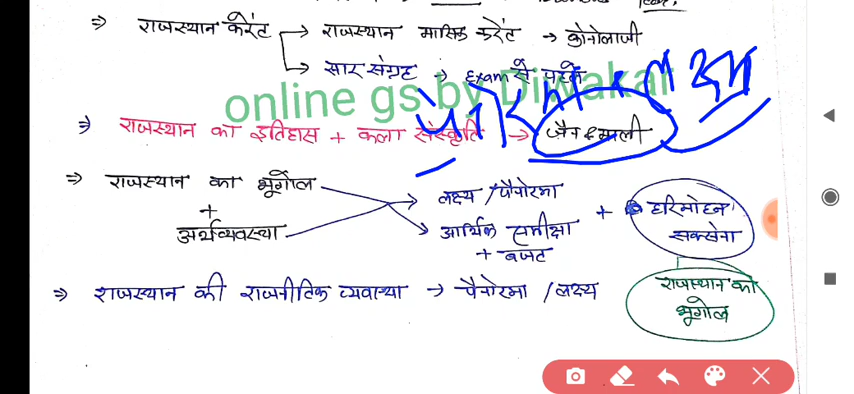 ⇒ राजस्थान करेंट → राजस्थान मासिक करेंट → क्रोनोलाजी
→ सार संग्रह → Exam से पहले
online gs by Diwakar
⇒ राजस्थान का इतिहास + कला संस्कृति → जैन & माली
⇒ राजस्थान का भूगोल + अर्थव्यवस्था
→ लक्ष्य / पैनोरमा
→ आर्थिक समीक्षा + बजट
+ हरिमोहन सक्सेना
⇒ राजस्थान की राजनीतिक व्यवस्था → पैनोरमा / लक्ष्य
राजस्थान का भूगोल